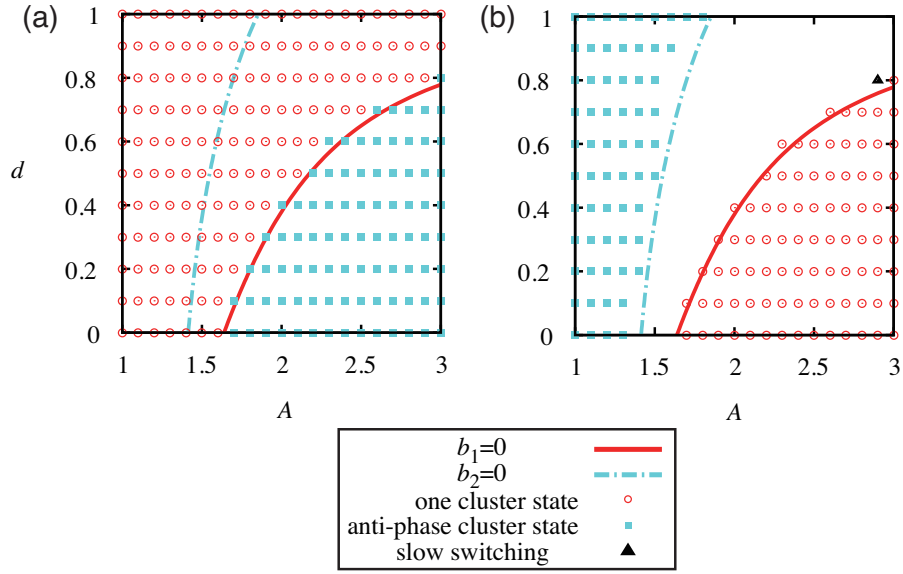 (a)
(b)
1
0.8
0.6
d
0.4
0.2
0
1
1.5
2
2.5
3
A
1
0.8
0.6
0.4
0.2
0
1
1.5
2
2.5
3
A
b1=0
b2=0
one cluster state
anti-phase cluster state
slow switching